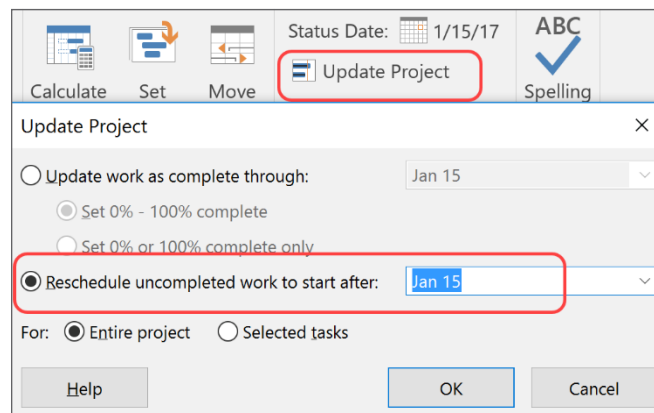 Status Date: 1/15/17
ABC
Update Project
Calculate Set Move Spelling
Update Project
Update work as complete through: Jan 15
Set 0% - 100% complete
Set 0% or 100% complete only
Reschedule uncompleted work to start after: Jan 15
For: Entire project Selected tasks
Help OK Cancel